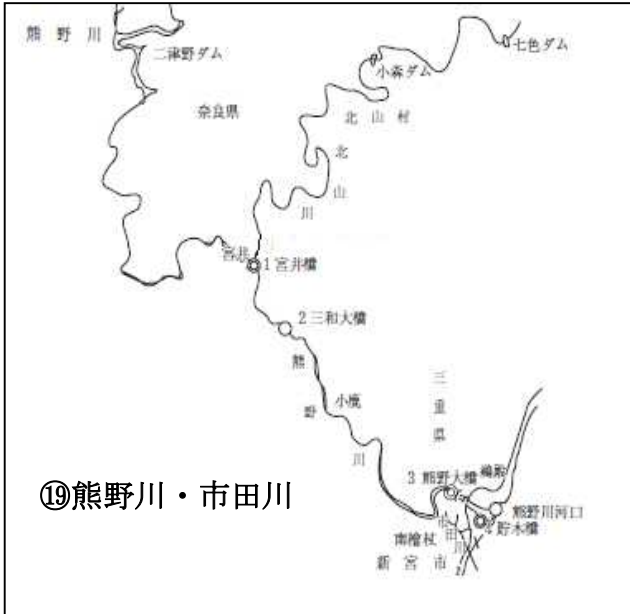 熊野川
二津野ダム
七色ダム
小森ダム
奈良県
北山村
北山川
宮井
1 宮井橋
2 三和大橋
熊野川
小鹿
三重県
3 熊野大橋
鵜殿
熊野川河口
市田川
4 貯木橋
南檜杖
新宮市
⑲熊野川・市田川